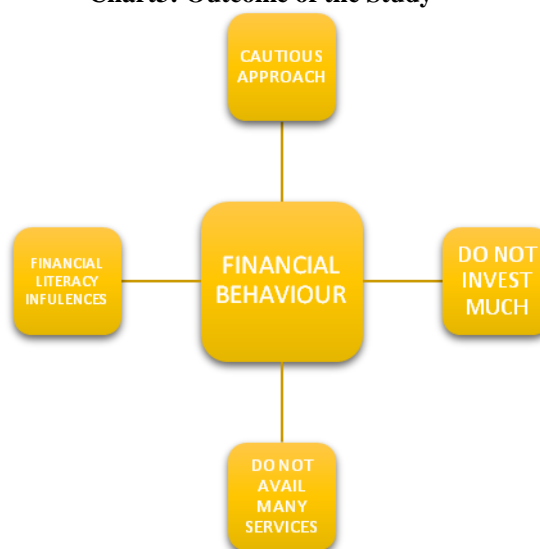 Chart5: Outcome of the Study
CAUTIOUS
APPROACH
FINANCIAL
LITERACY
INFULENCES
FINANCIAL
BEHAVIOUR
DO NOT
INVEST
MUCH
DO NOT
AVAIL
MANY
SERVICES